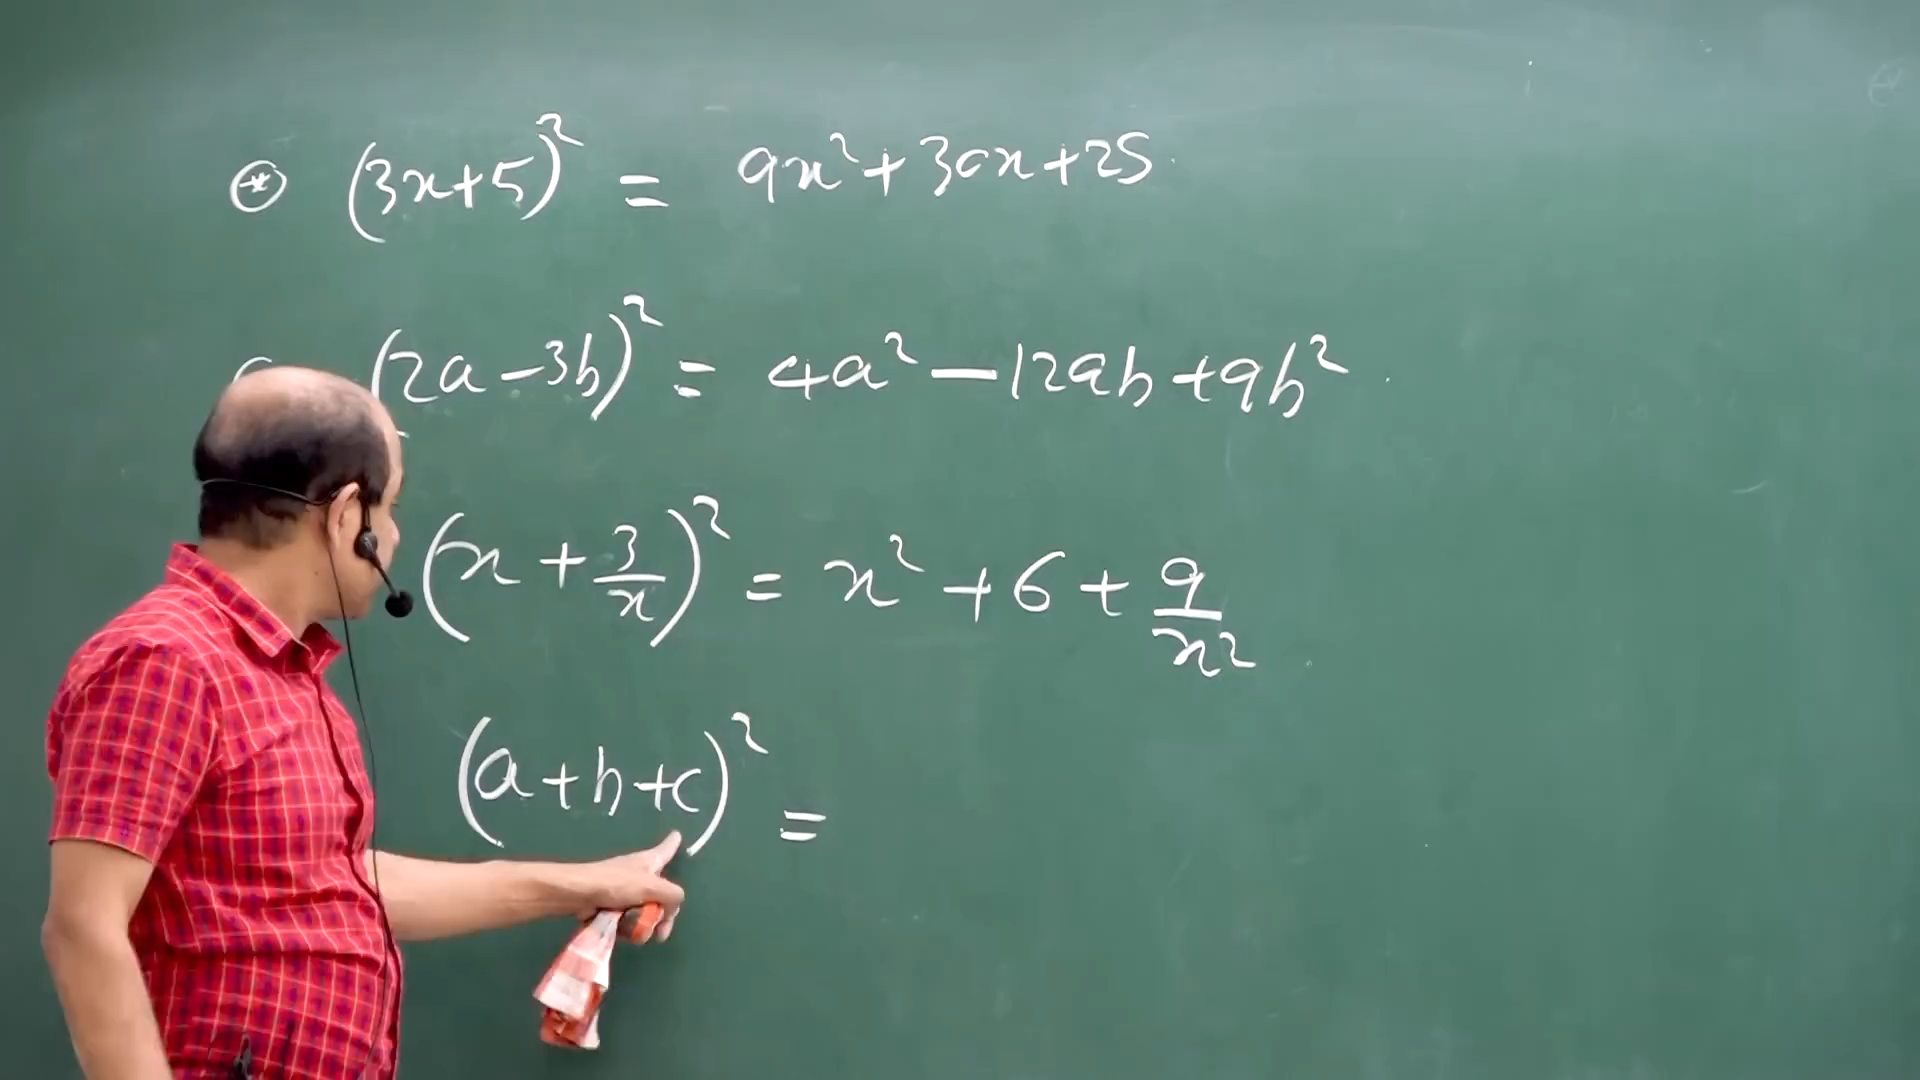 ⊛ (3x+5)² = 9x²+30x+25
(2a-3b)² = 4a²-12ab+9b²
(x + 3/x)² = x²+6+9/x²
(a+b+c)² =